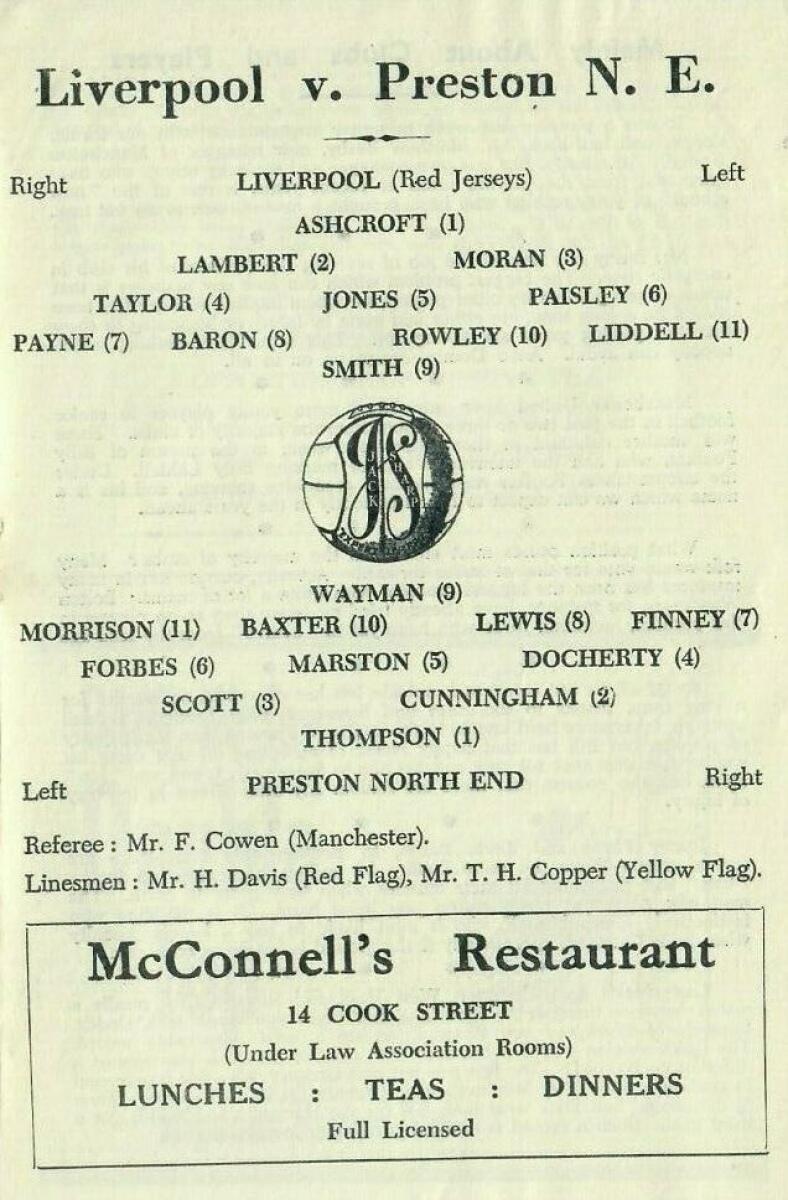 Liverpool v. Preston N. E.
Right LIVERPOOL (Red Jerseys) Left
ASHCROFT (1)
LAMBERT (2) MORAN (3)
TAYLOR (4) JONES (5) PAISLEY (6)
PAYNE (7) BARON (8) ROWLEY (10) LIDDELL (11)
SMITH (9)
JS
JACK SHARP
WAYMAN (9)
MORRISON (11) BAXTER (10) LEWIS (8) FINNEY (7)
FORBES (6) MARSTON (5) DOCHERTY (4)
SCOTT (3) CUNNINGHAM (2)
THOMPSON (1)
Left PRESTON NORTH END Right
Referee : Mr. F. Cowen (Manchester).
Linesmen : Mr. H. Davis (Red Flag), Mr. T. H. Copper (Yellow Flag).
McConnell's Restaurant
14 COOK STREET
(Under Law Association Rooms)
LUNCHES : TEAS : DINNERS
Full Licensed